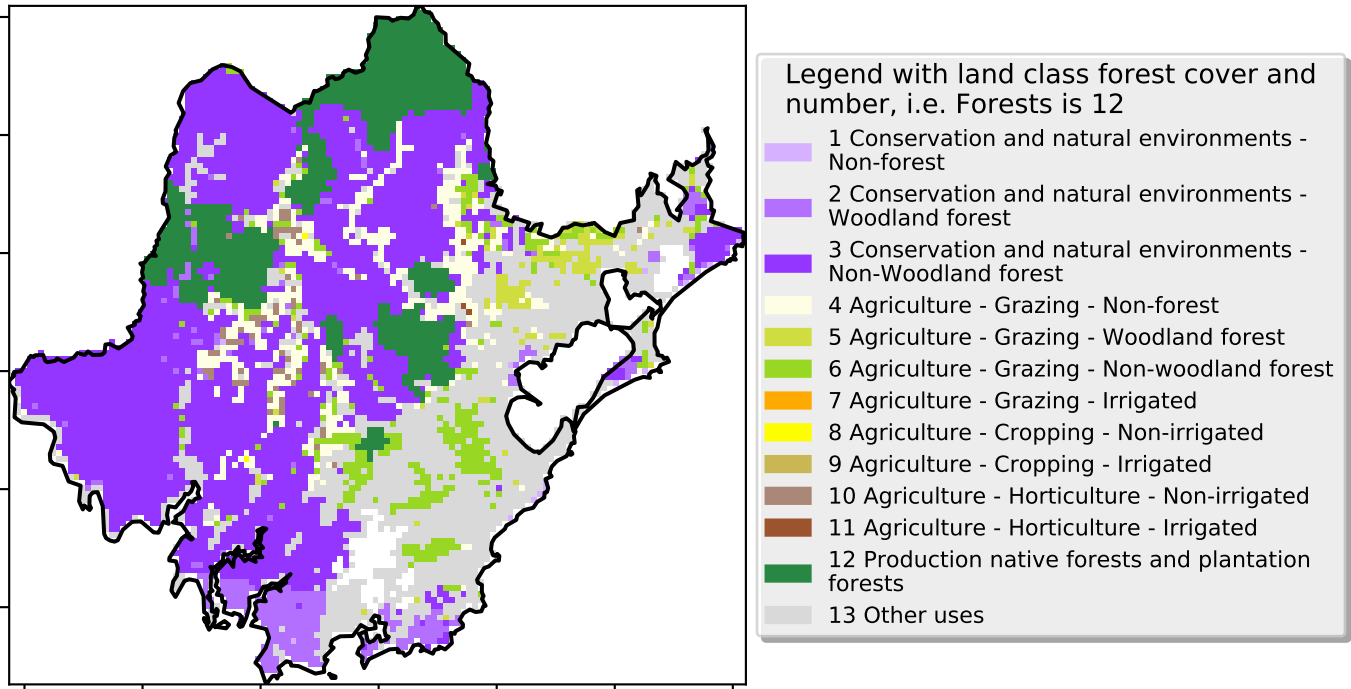 Legend with land class forest cover and
number, i.e. Forests is 12
1 Conservation and natural environments -
Non-forest
2 Conservation and natural environments -
Woodland forest
3 Conservation and natural environments -
Non-Woodland forest
4 Agriculture - Grazing - Non-forest
5 Agriculture - Grazing - Woodland forest
6 Agriculture - Grazing - Non-woodland forest
7 Agriculture - Grazing - Irrigated
8 Agriculture - Cropping - Non-irrigated
9 Agriculture - Cropping - Irrigated
10 Agriculture - Horticulture - Non-irrigated
11 Agriculture - Horticulture - Irrigated
12 Production native forests and plantation
forests
13 Other uses